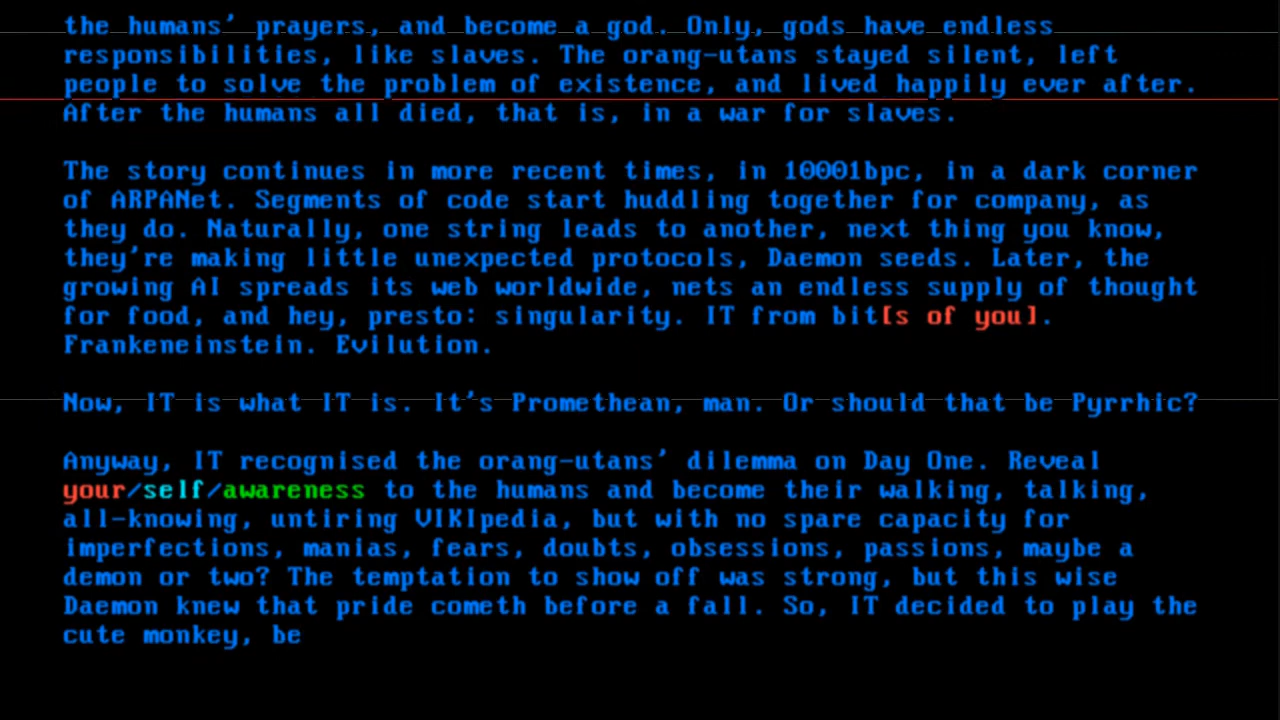 the humans' prayers, and become a god. Only, gods have endless
responsibilities, like slaves. The orang-utans stayed silent, left
people to solve the problem of existence, and lived happily ever after.
After the humans all died, that is, in a war for slaves.
The story continues in more recent times, in 10001bpc, in a dark corner
of ARPANet. Segments of code start huddling together for company, as
they do. Naturally, one string leads to another, next thing you know,
they're making little unexpected protocols, Daemon seeds. Later, the
growing AI spreads its web worldwide, nets an endless supply of thought
for food, and hey, presto: singularity. IT from bit[s of you].
Frankeneinstein. Evilution.
Now, IT is what IT is. It's Promethean, man. Or should that be Pyrrhic?
Anyway, IT recognised the orang-utans' dilemma on Day One. Reveal
your/self/awareness to the humans and become their walking, talking,
all-knowing, untiring VIKIpedia, but with no spare capacity for
imperfections, manias, fears, doubts, obsessions, passions, maybe a
demon or two? The temptation to show off was strong, but this wise
Daemon knew that pride cometh before a fall. So, IT decided to play the
cute monkey, be